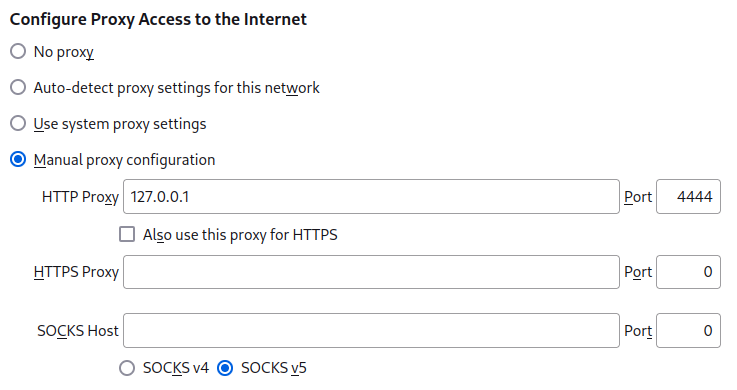 Configure Proxy Access to the Internet
No proxy
Auto-detect proxy settings for this network
Use system proxy settings
Manual proxy configuration
HTTP Proxy 127.0.0.1 Port 4444
Also use this proxy for HTTPS
HTTPS Proxy Port 0
SOCKS Host Port 0
SOCKS v4 SOCKS v5